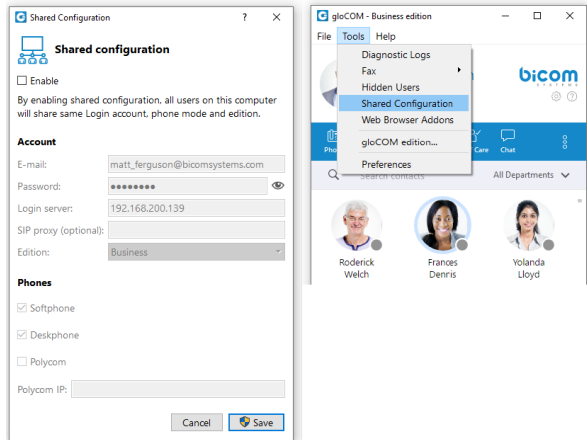 Shared Configuration
Shared configuration
Enable
By enabling shared configuration, all users on this computer
will share same Login account, phone mode and edition.
Account
E-mail: matt_ferguson@bicomsystems.com
Password: ●●●●●●●●
Login server: 192.168.200.139
SIP proxy (optional):
Edition: Business
Phones
Softphone
Deskphone
Polycom
Polycom IP:
Cancel Save
gloCOM - Business edition
File Tools Help
Diagnostic Logs
Fax
Hidden Users
Shared Configuration
Web Browser Addons
gloCOM edition...
Preferences
bicom
SYSTEMS
Care Chat
Search contacts All Departments
Roderick Frances Yolanda
Welch Dennis Lloyd